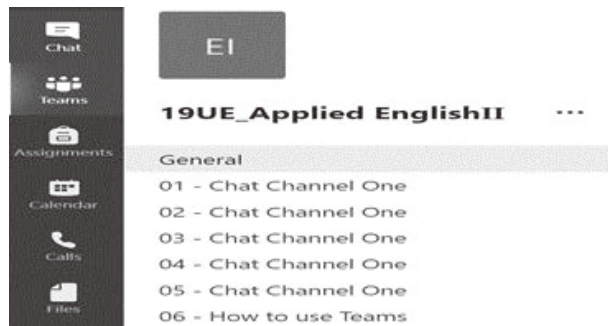 Chat
Teams
Assignments
Calendar
Calls
Files
EI
19UE_Applied EnglishII ...
General
01 - Chat Channel One
02 - Chat Channel One
03 - Chat Channel One
04 - Chat Channel One
05 - Chat Channel One
06 - How to use Teams